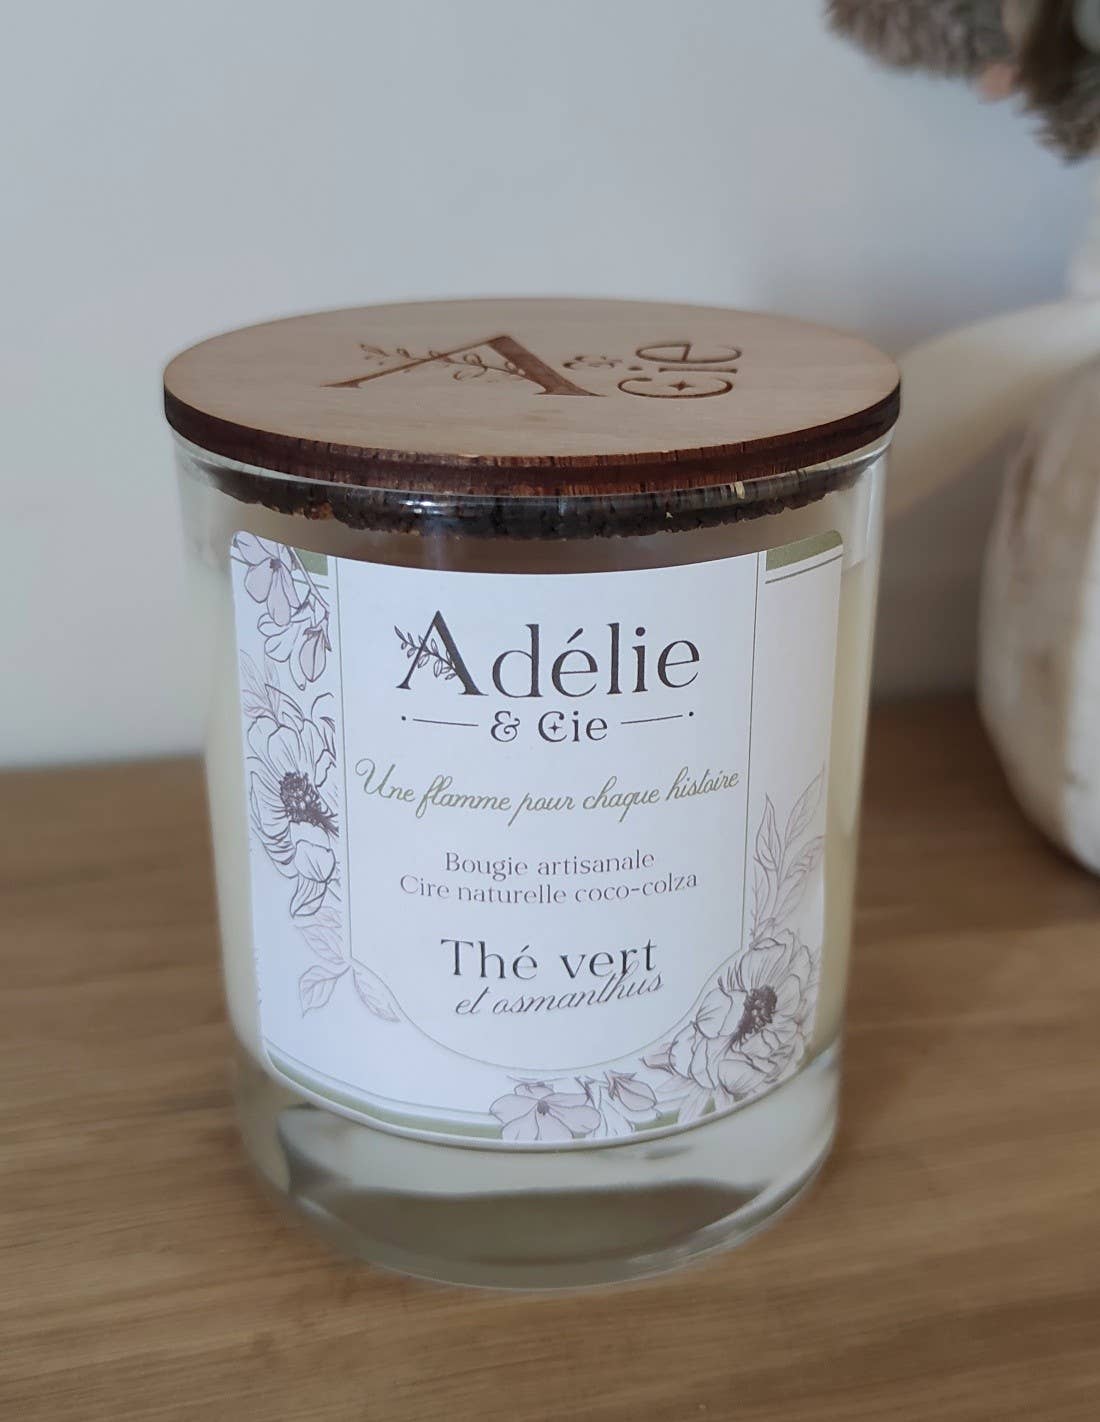 A & Cie
Adélie
& Cie
Une flamme pour chaque histoire
Bougie artisanale
Cire naturelle coco-colza
Thé vert
et osmanthus